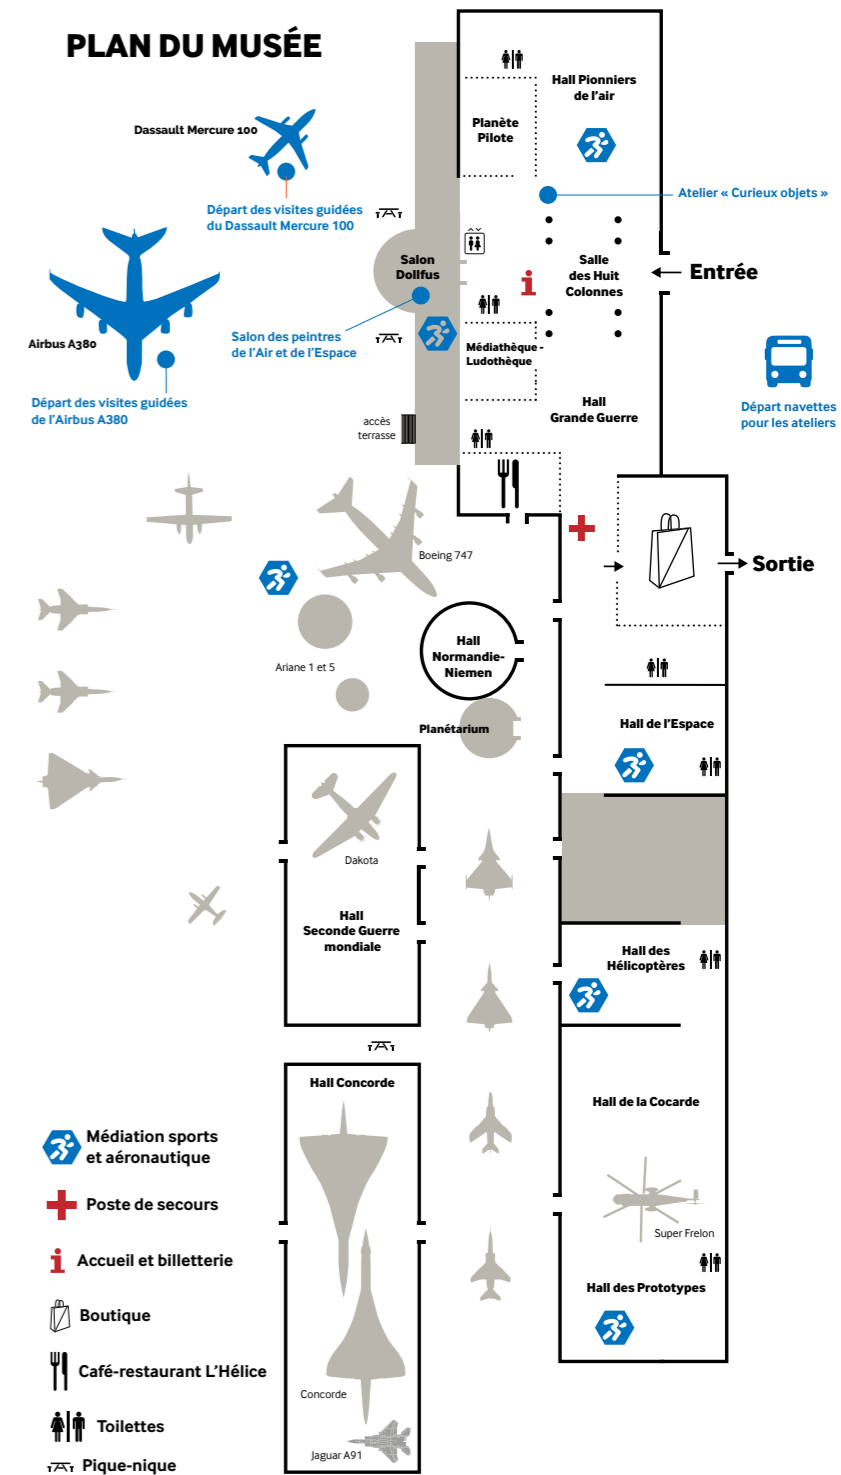 PLAN DU MUSÉE
Hall Pionniers
de l'air
Planète
Pilote
Dassault Mercure 100
Départ des visites guidées
du Dassault Mercure 100
Atelier « Curieux objets »
Salon
Dollfus
Salle
des Huit
Colonnes
i
Entrée
Airbus A380
Salon des peintres
de l'Air et de l'Espace
Médiathèque -
Ludothèque
Départ des visites guidées
de l'Airbus A380
Hall
Grande Guerre
Départ navettes
pour les ateliers
accès
terrasse
Boeing 747
Sortie
Hall
Normandie-
Niemen
Ariane 1 et 5
Planétarium
Hall de l'Espace
Dakota
Hall
Seconde Guerre
mondiale
Hall des
Hélicoptères
Hall Concorde
Hall de la Cocarde
Super Frelon
Hall des Prototypes
Concorde
Jaguar A91
Médiation sports
et aéronautique
Poste de secours
i Accueil et billetterie
Boutique
Café-restaurant L'Hélice
Toilettes
Pique-nique